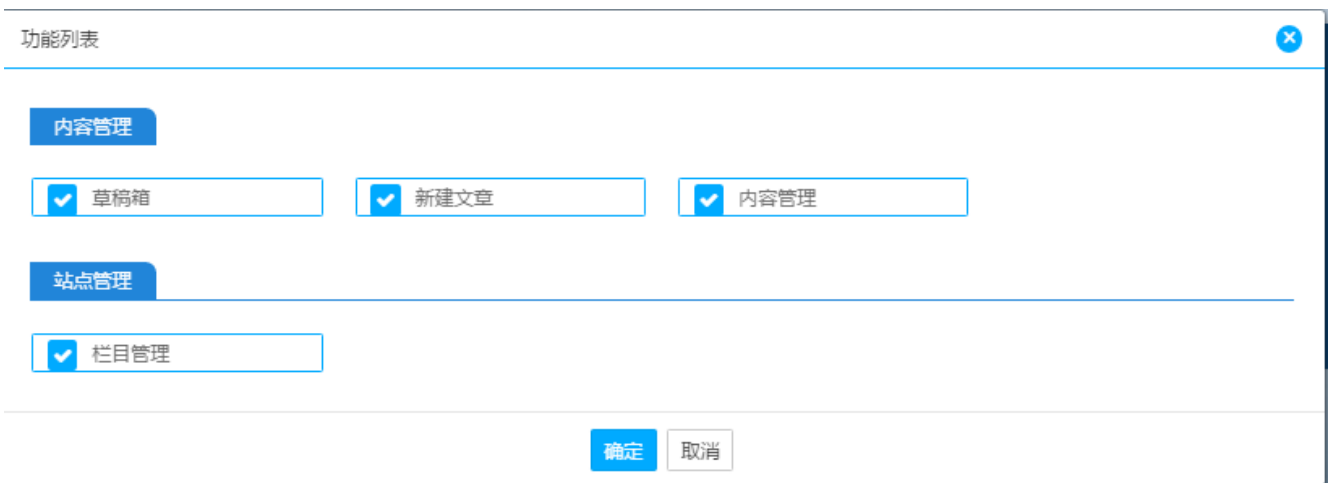 功能列表
内容管理
草稿箱 新建文章 内容管理
站点管理
栏目管理
确定 取消